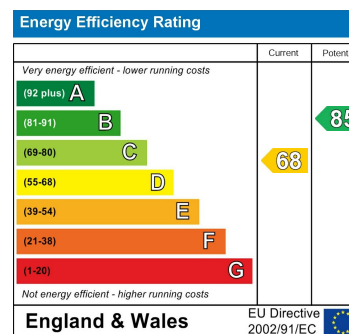 Energy Efficiency Rating
Current
Potent
Very energy efficient - lower running costs
(92 plus) A
(81-91) B
85
(69-80) C
68
(55-68) D
(39-54) E
(21-38) F
(1-20) G
Not energy efficient - higher running costs
England & Wales
EU Directive
2002/91/EC